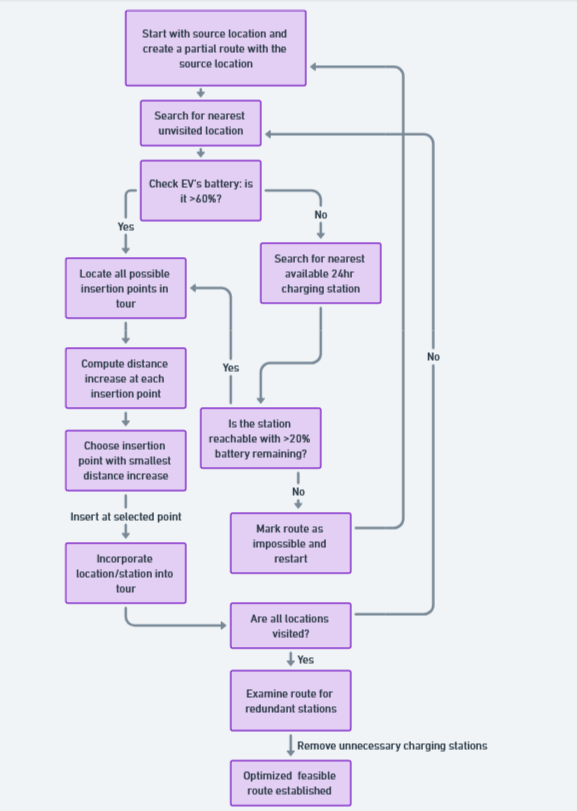 Start with source location and
create a partial route with the
source location
Search for nearest
unvisited location
Check EV's battery: is
it >60%?
Yes
No
Locate all possible
insertion points in
tour
Search for nearest
available 24hr
charging station
Compute distance
increase at each
insertion point
Yes
No
Choose insertion
point with smallest
distance increase
Is the station
reachable with >20%
battery remaining?
No
Insert at selected point
Mark route as
impossible and
restart
Incorporate
location/station into
tour
Are all locations
visited?
Yes
Examine route for
redundant stations
Remove unnecessary charging stations
Optimized feasible
route established